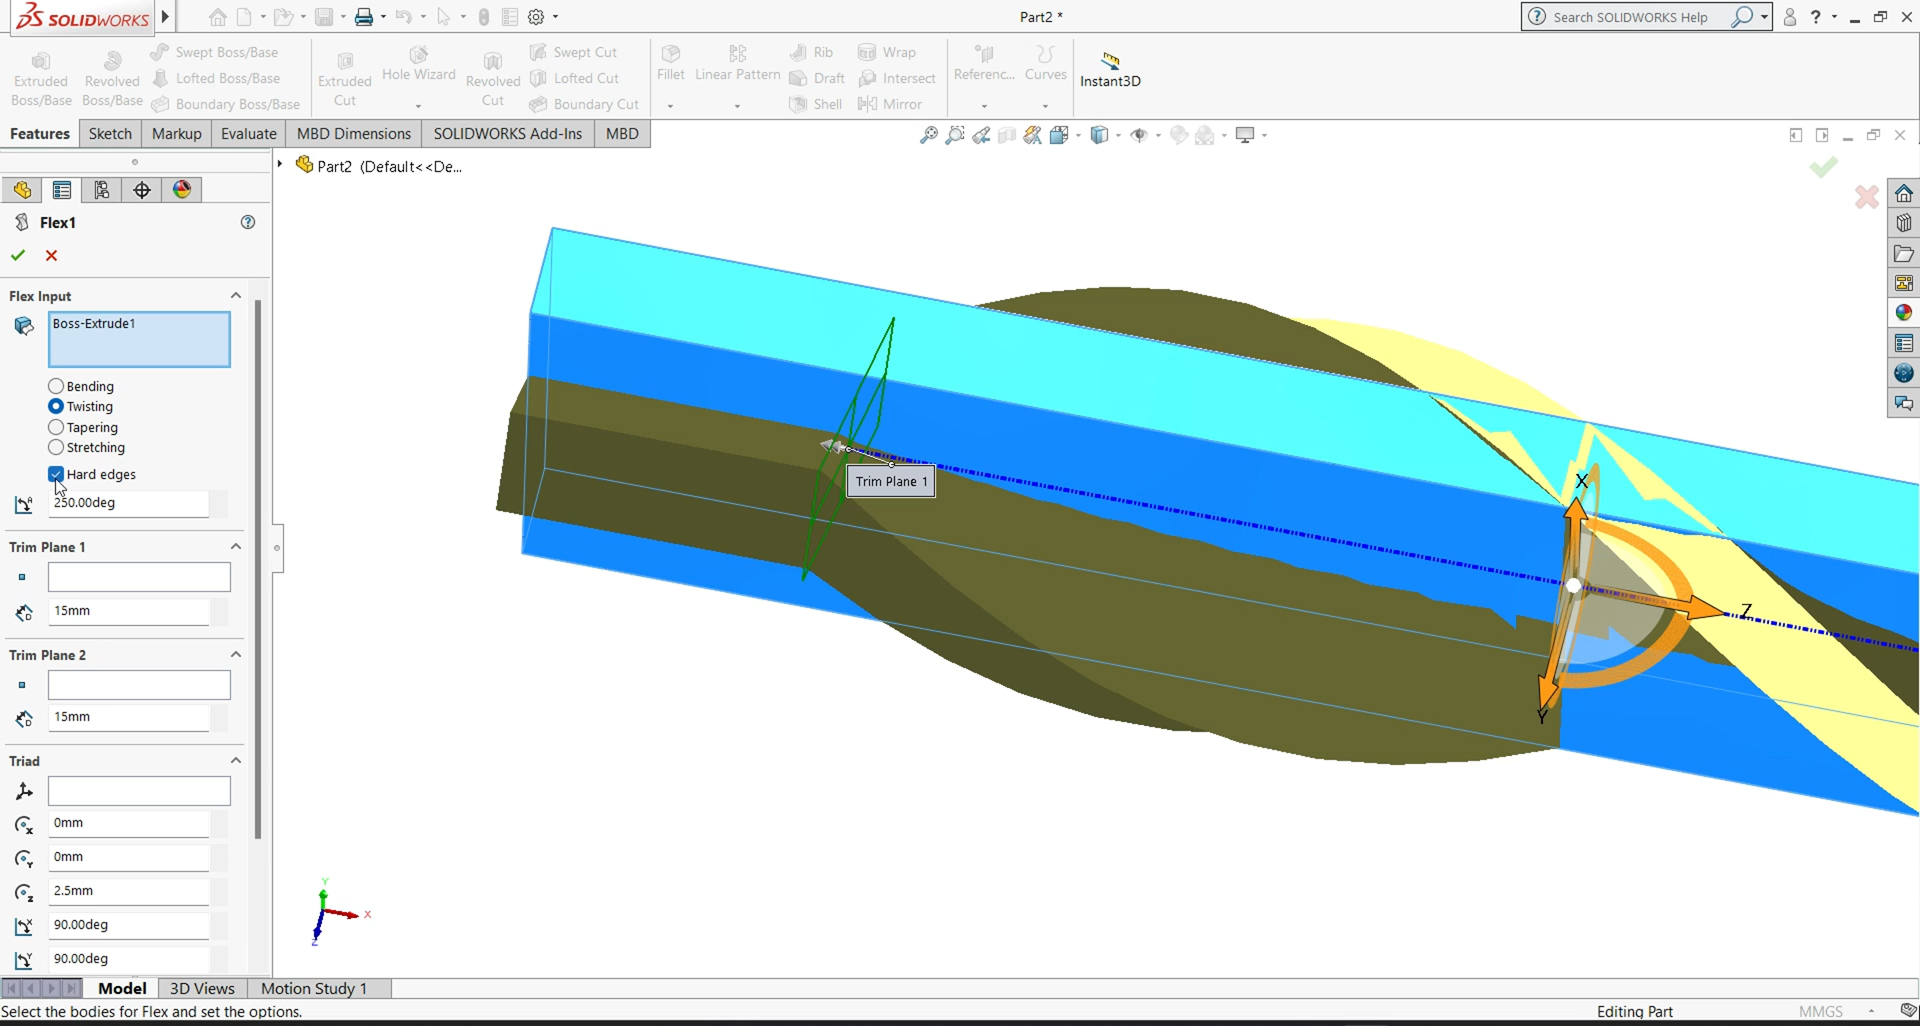 SOLIDWORKS
Part2 *
Search SOLIDWORKS Help
?
Extruded Boss/Base
Revolved Boss/Base
Swept Boss/Base
Lofted Boss/Base
Boundary Boss/Base
Extruded Cut
Hole Wizard
Revolved Cut
Swept Cut
Lofted Cut
Boundary Cut
Fillet
Linear Pattern
Rib
Draft
Shell
Wrap
Intersect
Mirror
Referenc...
Curves
Instant3D
Features
Sketch
Markup
Evaluate
MBD Dimensions
SOLIDWORKS Add-Ins
MBD
Part2 (Default<<De...
Flex1
Flex Input
Boss-Extrude1
Bending
Twisting
Tapering
Stretching
Hard edges
250.00deg
Trim Plane 1
15mm
Trim Plane 2
15mm
Triad
0mm
0mm
2.5mm
90.00deg
90.00deg
Trim Plane 1
X
Z
Y
Y
X
Z
Model
3D Views
Motion Study 1
Select the bodies for Flex and set the options.
Editing Part
MMGS